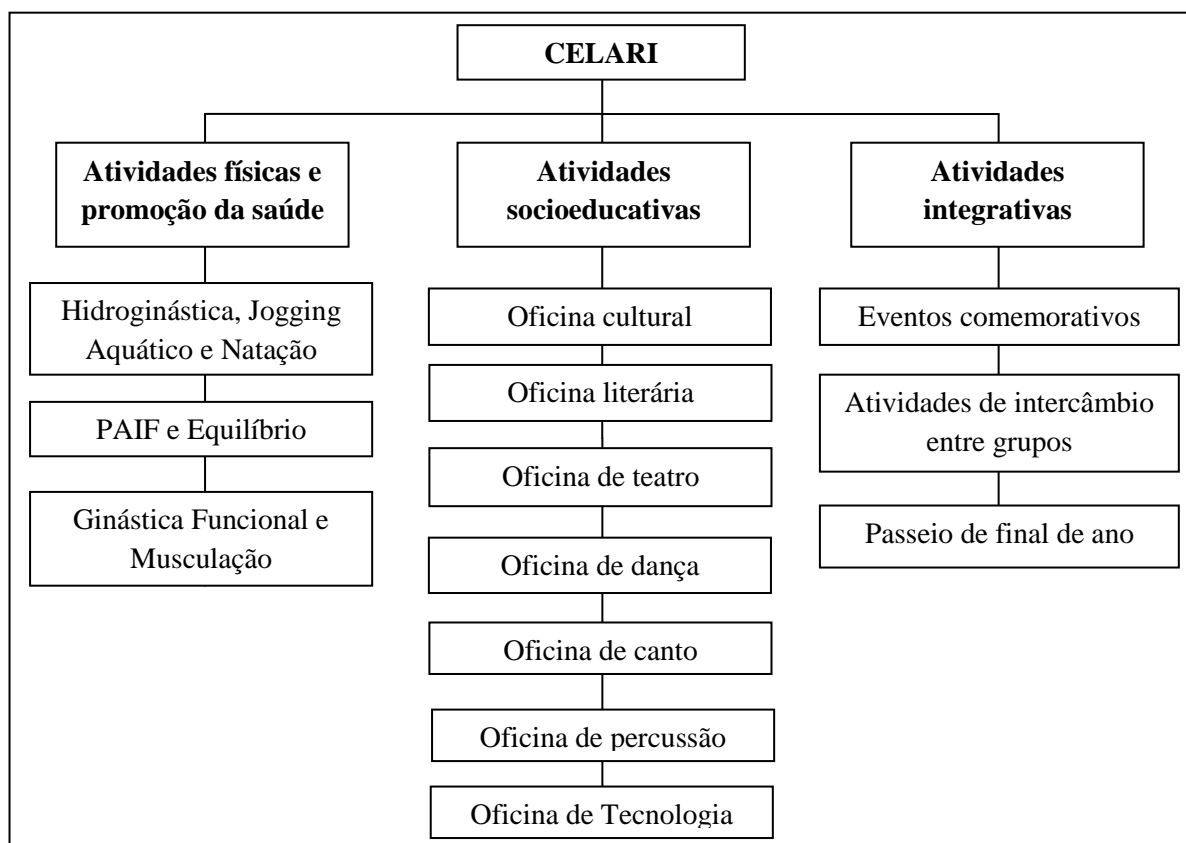 CELARI
Atividades físicas e
promoção da saúde
Hidroginástica, Jogging
Aquático e Natação
PAIF e Equilíbrio
Ginástica Funcional e
Musculação
Atividades
socioeducativas
Oficina cultural
Oficina literária
Oficina de teatro
Oficina de dança
Oficina de canto
Oficina de percussão
Oficina de Tecnologia
Atividades
integrativas
Eventos comemorativos
Atividades de intercâmbio
entre grupos
Passeio de final de ano